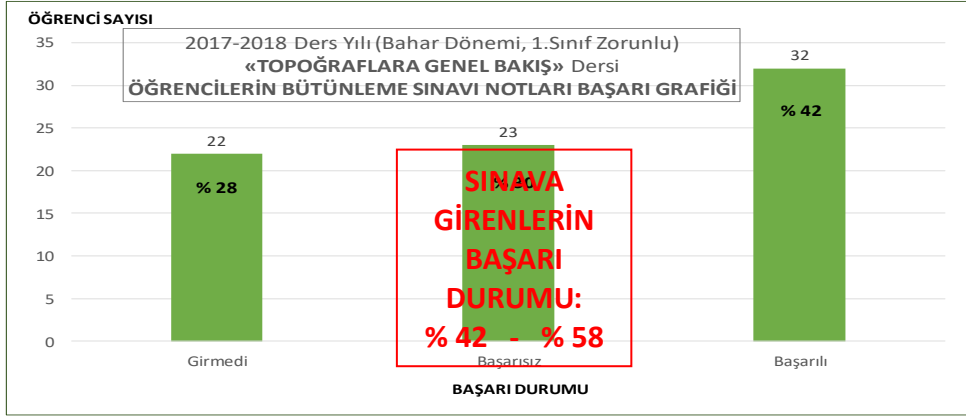 ÖĞRENCİ SAYISI
2017-2018 Ders Yılı (Bahar Dönemi, 1.Sınıf Zorunlu)
«TOPOĞRAFLARA GENEL BAKIŞ» Dersi
ÖĞRENCİLERİN BÜTÜNLEME SINAVI NOTLARI BAŞARI GRAFİĞİ
35
30
25
20
15
10
5
0
22
% 28
23
32
% 42
SINAVA
GİRENLERİN
BAŞARI
DURUMU:
% 42 - % 58
Girmedi
Başarısız
Başarılı
BAŞARI DURUMU